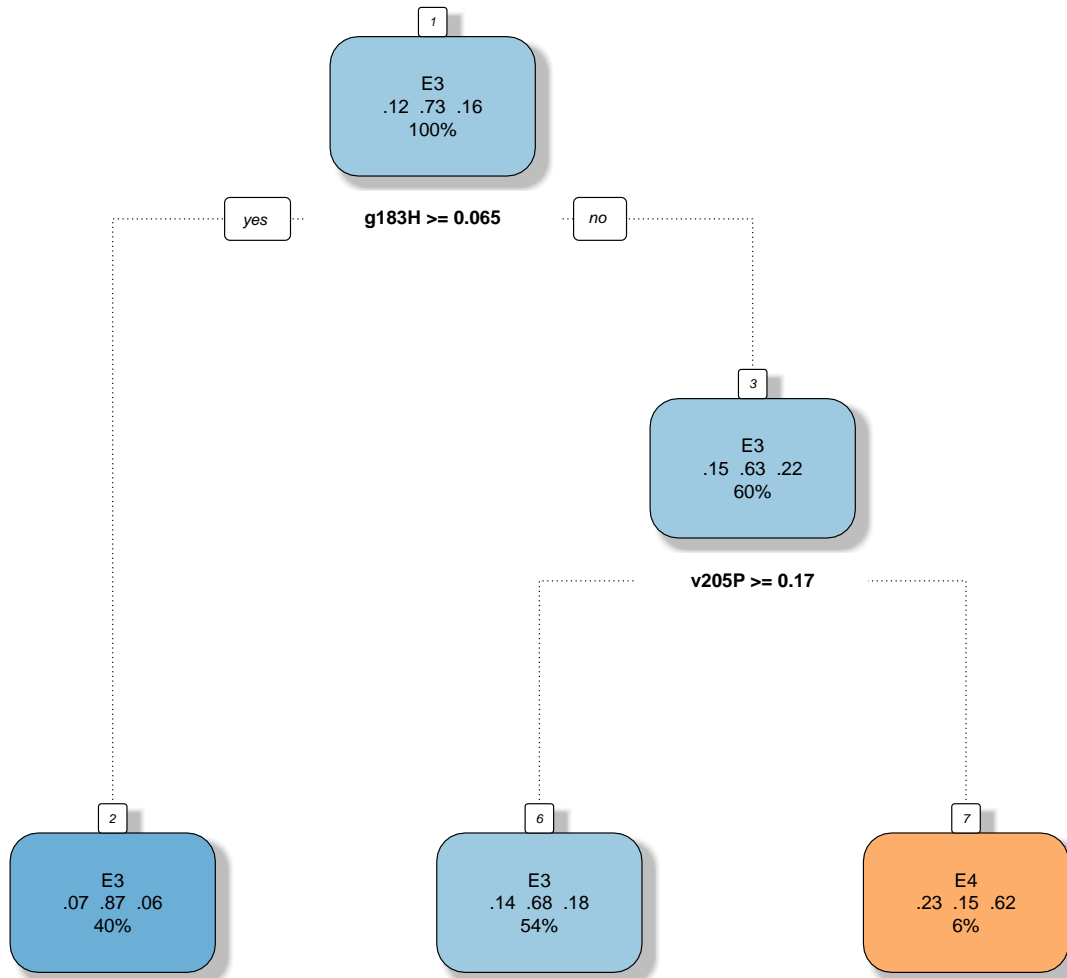 1
E3
.12 .73 .16
100%
yes g183H >= 0.065 no
3
E3
.15 .63 .22
60%
v205P >= 0.17
2 6 7
E3 E3 E4
.07 .87 .06 .14 .68 .18 .23 .15 .62
40% 54% 6%